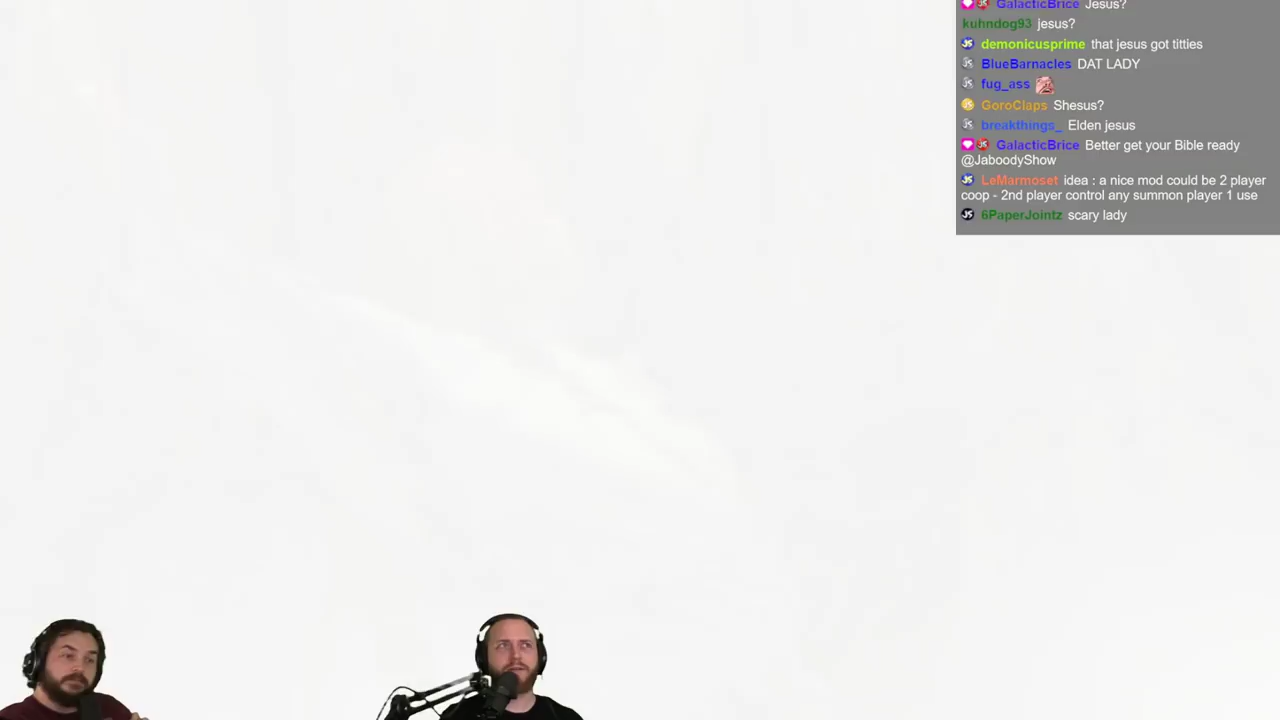 GalacticBrice Jesus?
kuhndog93 jesus?
demonicusprime that jesus got titties
BlueBarnacles DAT LADY
fug_ass
GoroClaps Shesus?
breakthings_ Elden jesus
GalacticBrice Better get your Bible ready
@JaboodyShow
LeMarmoset idea : a nice mod could be 2 player
coop - 2nd player control any summon player 1 use
6PaperJointz scary lady